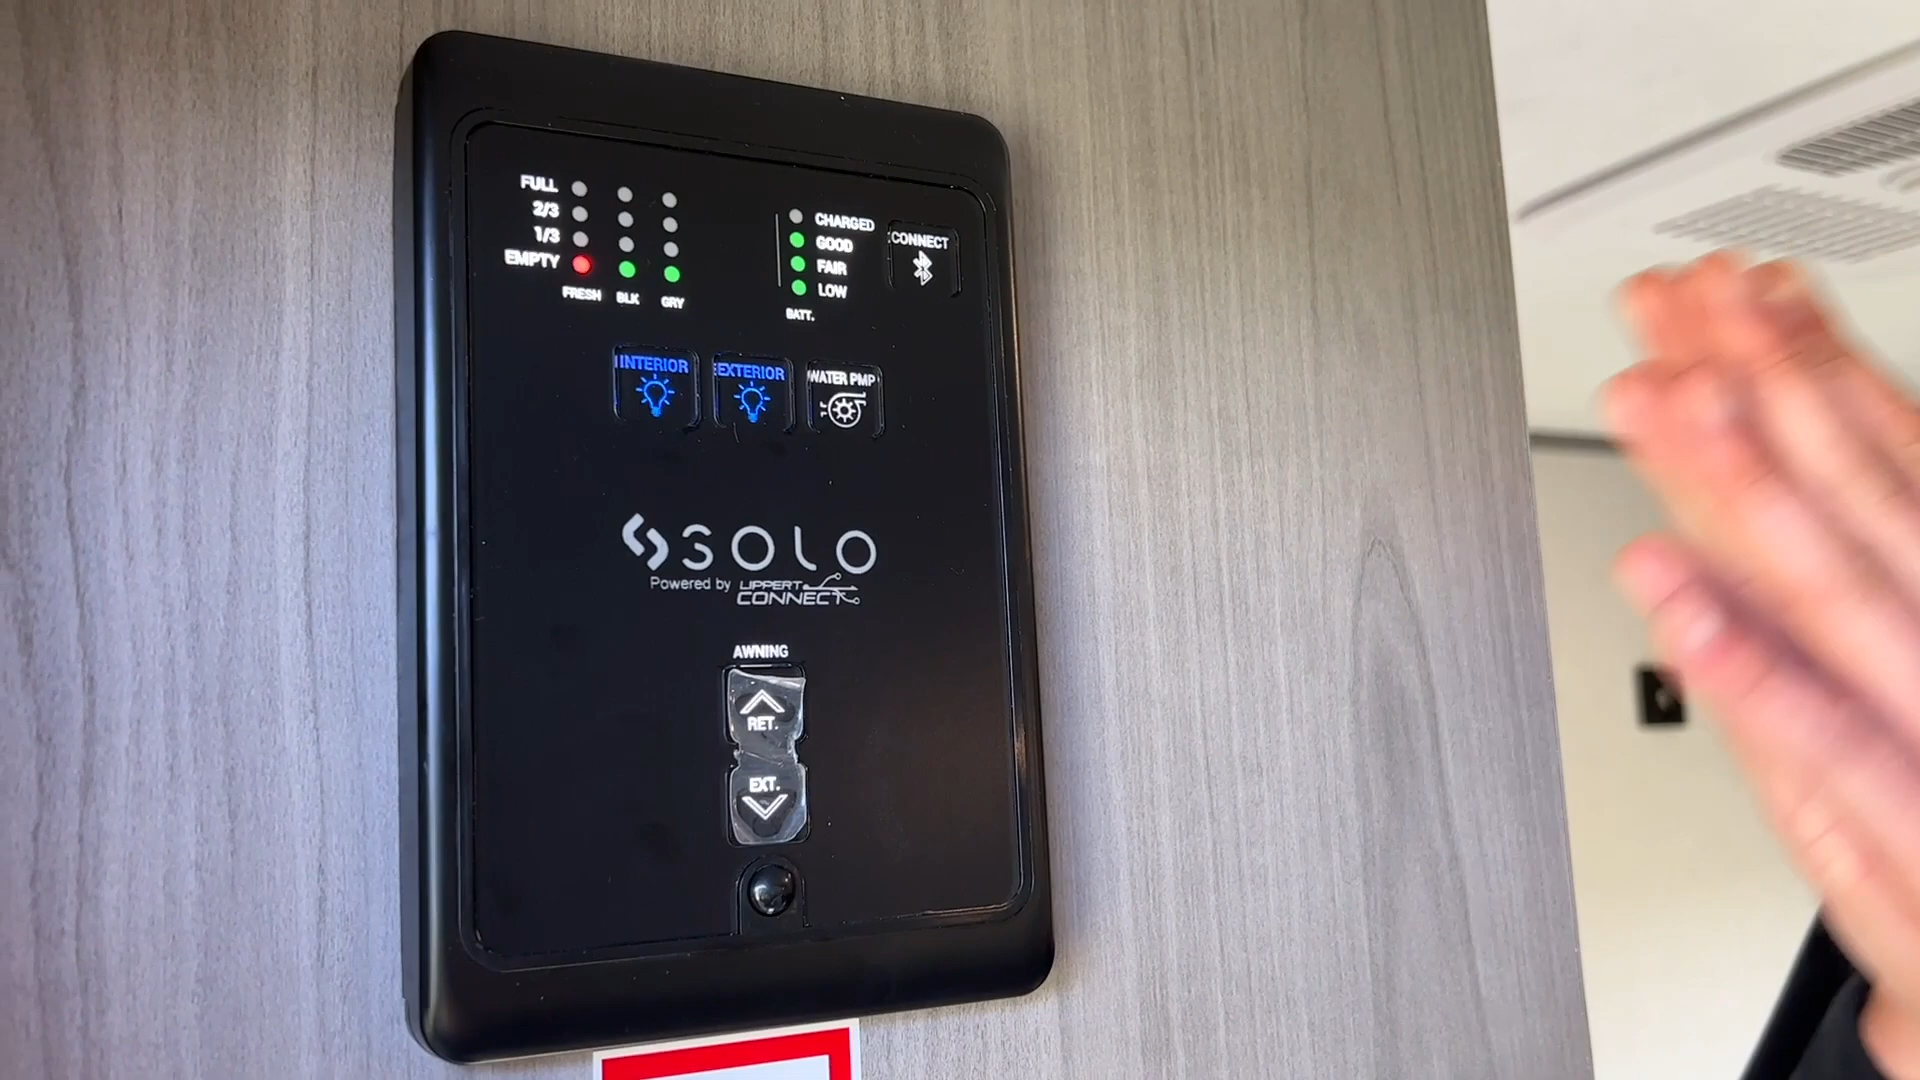 FULL
2/3
1/3
EMPTY
FRESH BLK GRY
CHARGED
GOOD
FAIR
LOW
BATT.
CONNECT
INTERIOR
EXTERIOR
WATER PMP
SOLO
Powered by LIPPERT
CONNECT
AWNING
RET.
EXT.